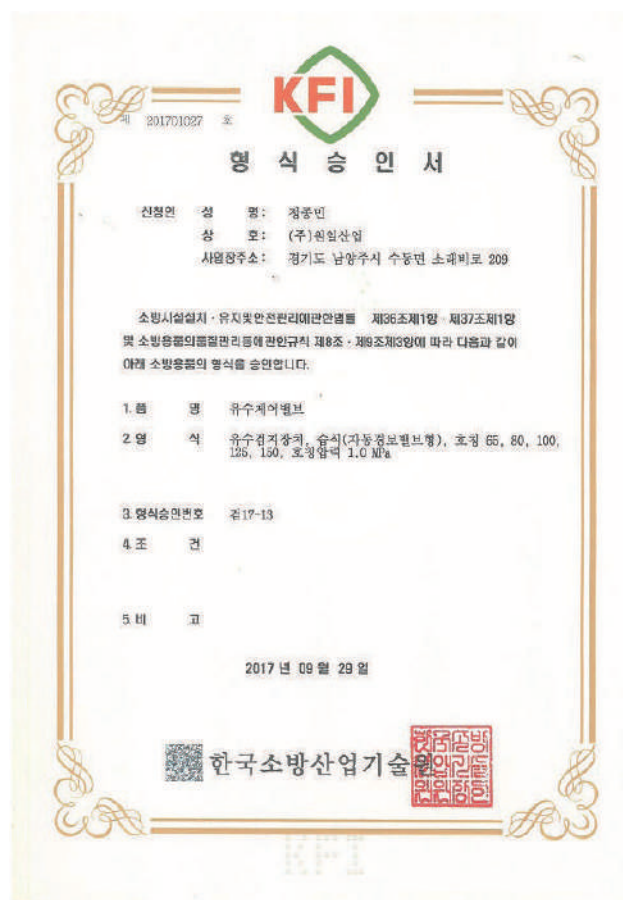 KFI
제 201701027 호
형 식 승 인 서
신청인 성 명: 정종민
상 호: (주)원일산업
사업장주소: 경기도 남양주시 수동면 소래비로 209
소방시설설치·유지및안전관리에관한법률 제36조제1항·제37조제1항
및 소방용품의품질관리등에관한규칙 제8조·제9조제3항에 따라 다음과 같이
아래 소방용품의 형식를 승인합니다.
1. 품 명 유수제어밸브
2. 형 식 유수검지장치, 습식(자동경보밸브형), 호칭 65, 80, 100,
125, 150, 호칭압력 1.0 MPa
3. 형식승인번호 검17-13
4. 조 건
5. 비 고
2017 년 09 월 29 일
한국소방산업기술원
KFI